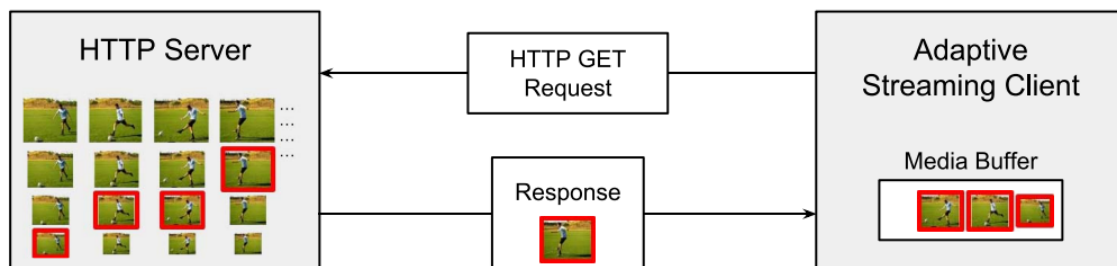 HTTP Server
HTTP GET
Request
Adaptive
Streaming Client
...
...
...
...
Media Buffer
Response